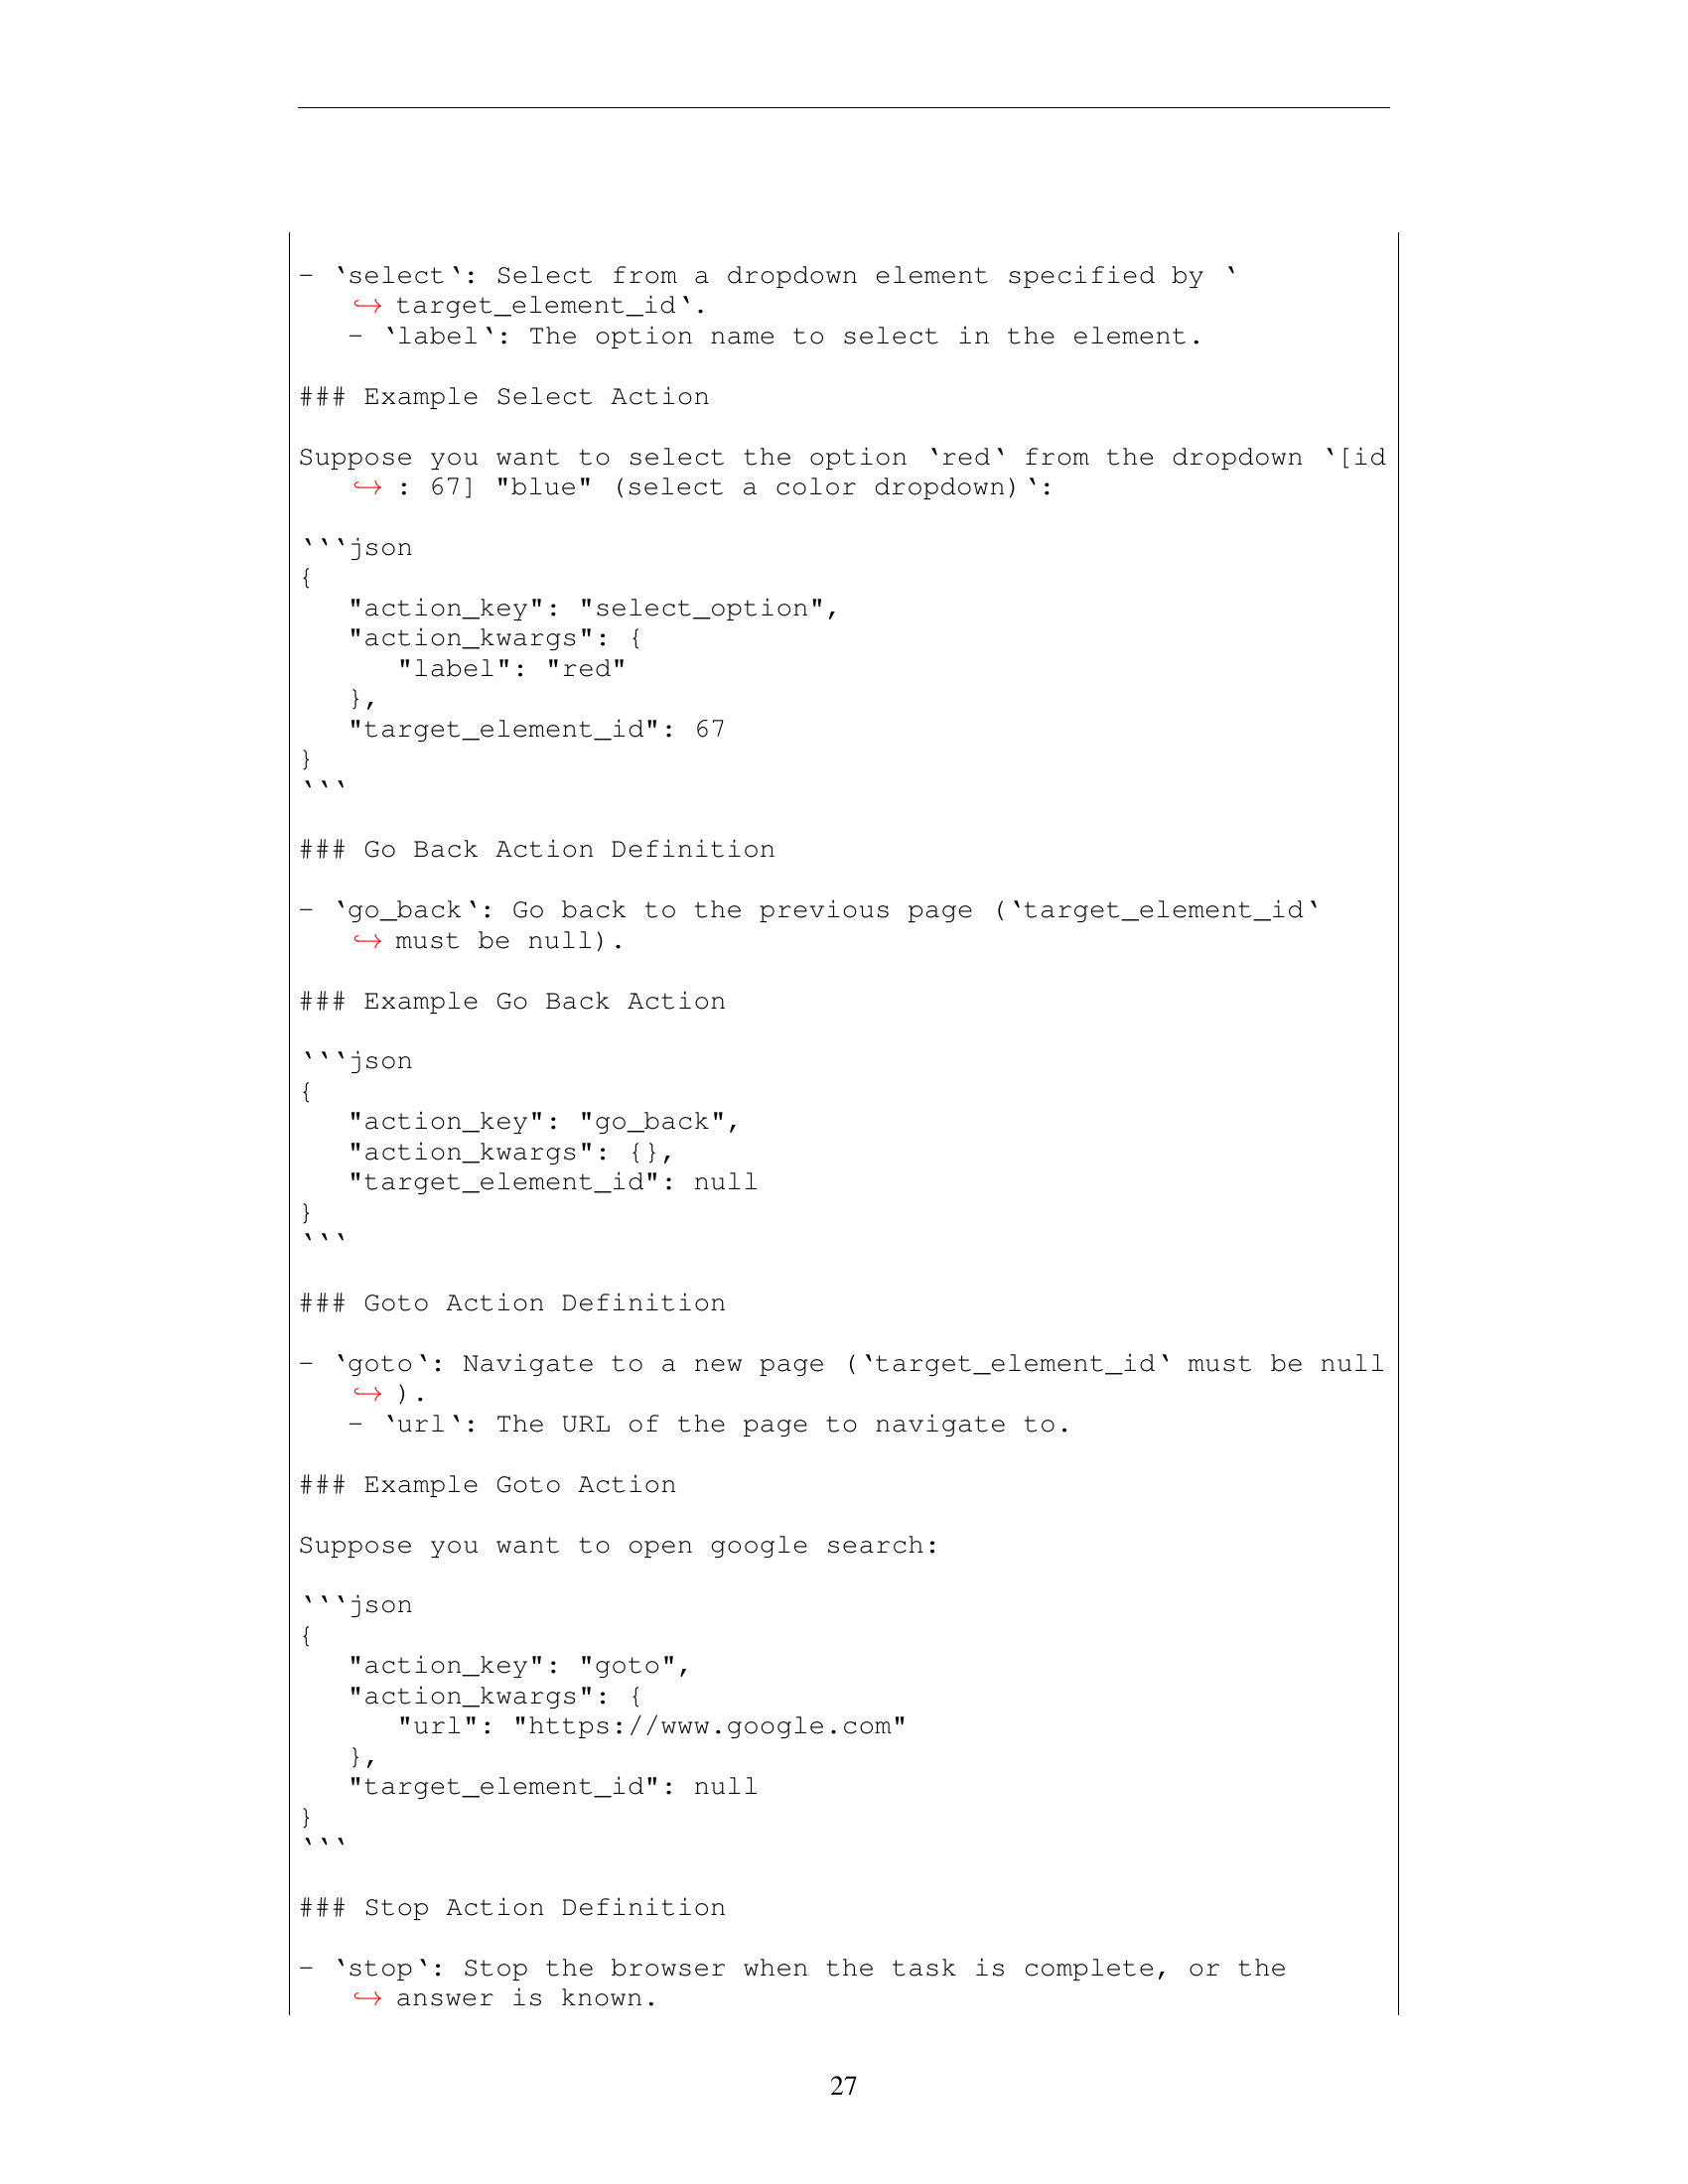 - `select`: Select from a dropdown element specified by `
↪ target_element_id`.
- `label`: The option name to select in the element.
### Example Select Action
Suppose you want to select the option `red` from the dropdown `[id
↪ : 67] "blue" (select a color dropdown)`:
```json
{
"action_key": "select_option",
"action_kwargs": {
"label": "red"
},
"target_element_id": 67
}
```
### Go Back Action Definition
- `go_back`: Go back to the previous page (`target_element_id`
↪ must be null).
### Example Go Back Action
```json
{
"action_key": "go_back",
"action_kwargs": {},
"target_element_id": null
}
```
### Goto Action Definition
- `goto`: Navigate to a new page (`target_element_id` must be null
↪ ).
- `url`: The URL of the page to navigate to.
### Example Goto Action
Suppose you want to open google search:
```json
{
"action_key": "goto",
"action_kwargs": {
"url": "https://www.google.com"
},
"target_element_id": null
}
```
### Stop Action Definition
- `stop`: Stop the browser when the task is complete, or the
↪ answer is known.
27